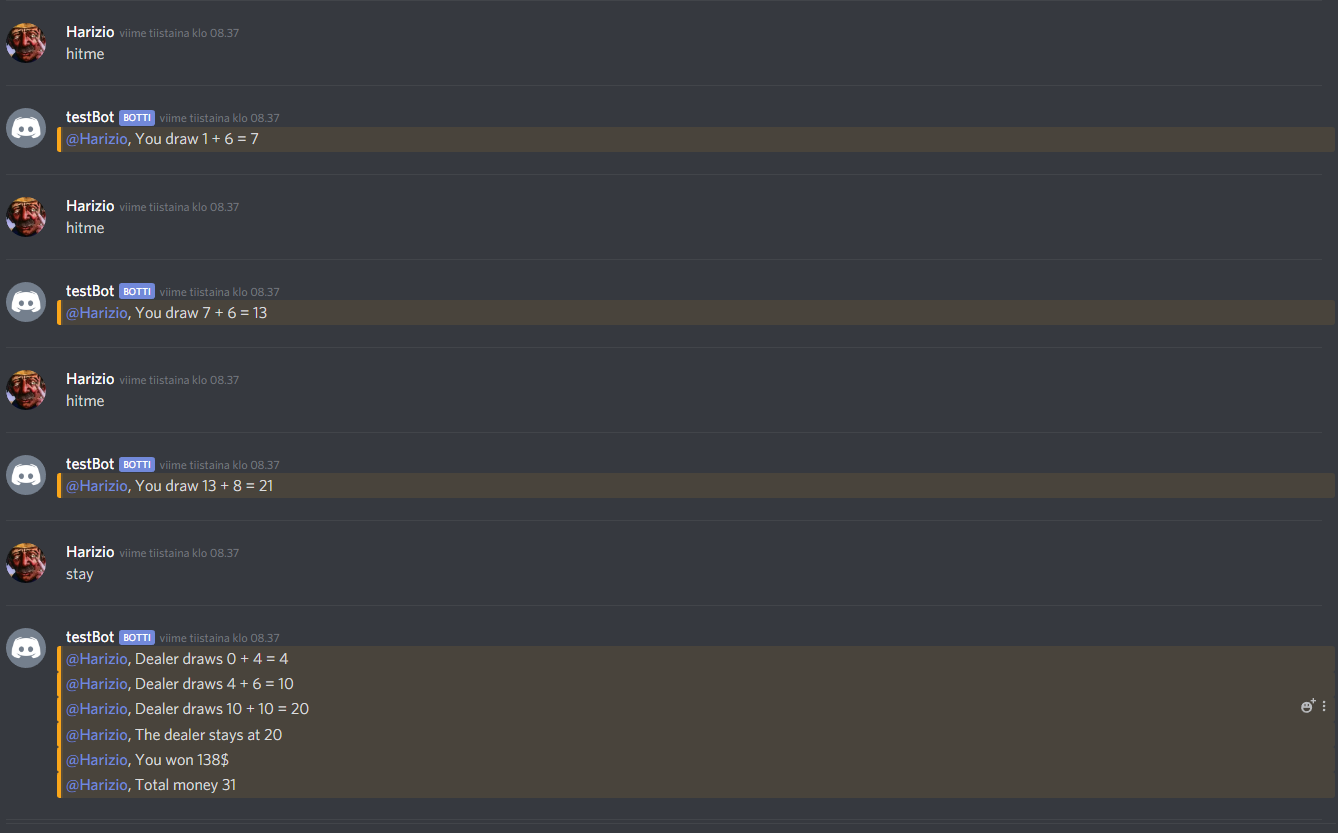 Harizio viime tiistaina klo 08.37
hitme
testBot BOTTI viime tiistaina klo 08.37
@Harizio, You draw 1 + 6 = 7
Harizio viime tiistaina klo 08.37
hitme
testBot BOTTI viime tiistaina klo 08.37
@Harizio, You draw 7 + 6 = 13
Harizio viime tiistaina klo 08.37
hitme
testBot BOTTI viime tiistaina klo 08.37
@Harizio, You draw 13 + 8 = 21
Harizio viime tiistaina klo 08.37
stay
testBot BOTTI viime tiistaina klo 08.37
@Harizio, Dealer draws 0 + 4 = 4
@Harizio, Dealer draws 4 + 6 = 10
@Harizio, Dealer draws 10 + 10 = 20
@Harizio, The dealer stays at 20
@Harizio, You won 138$
@Harizio, Total money 31